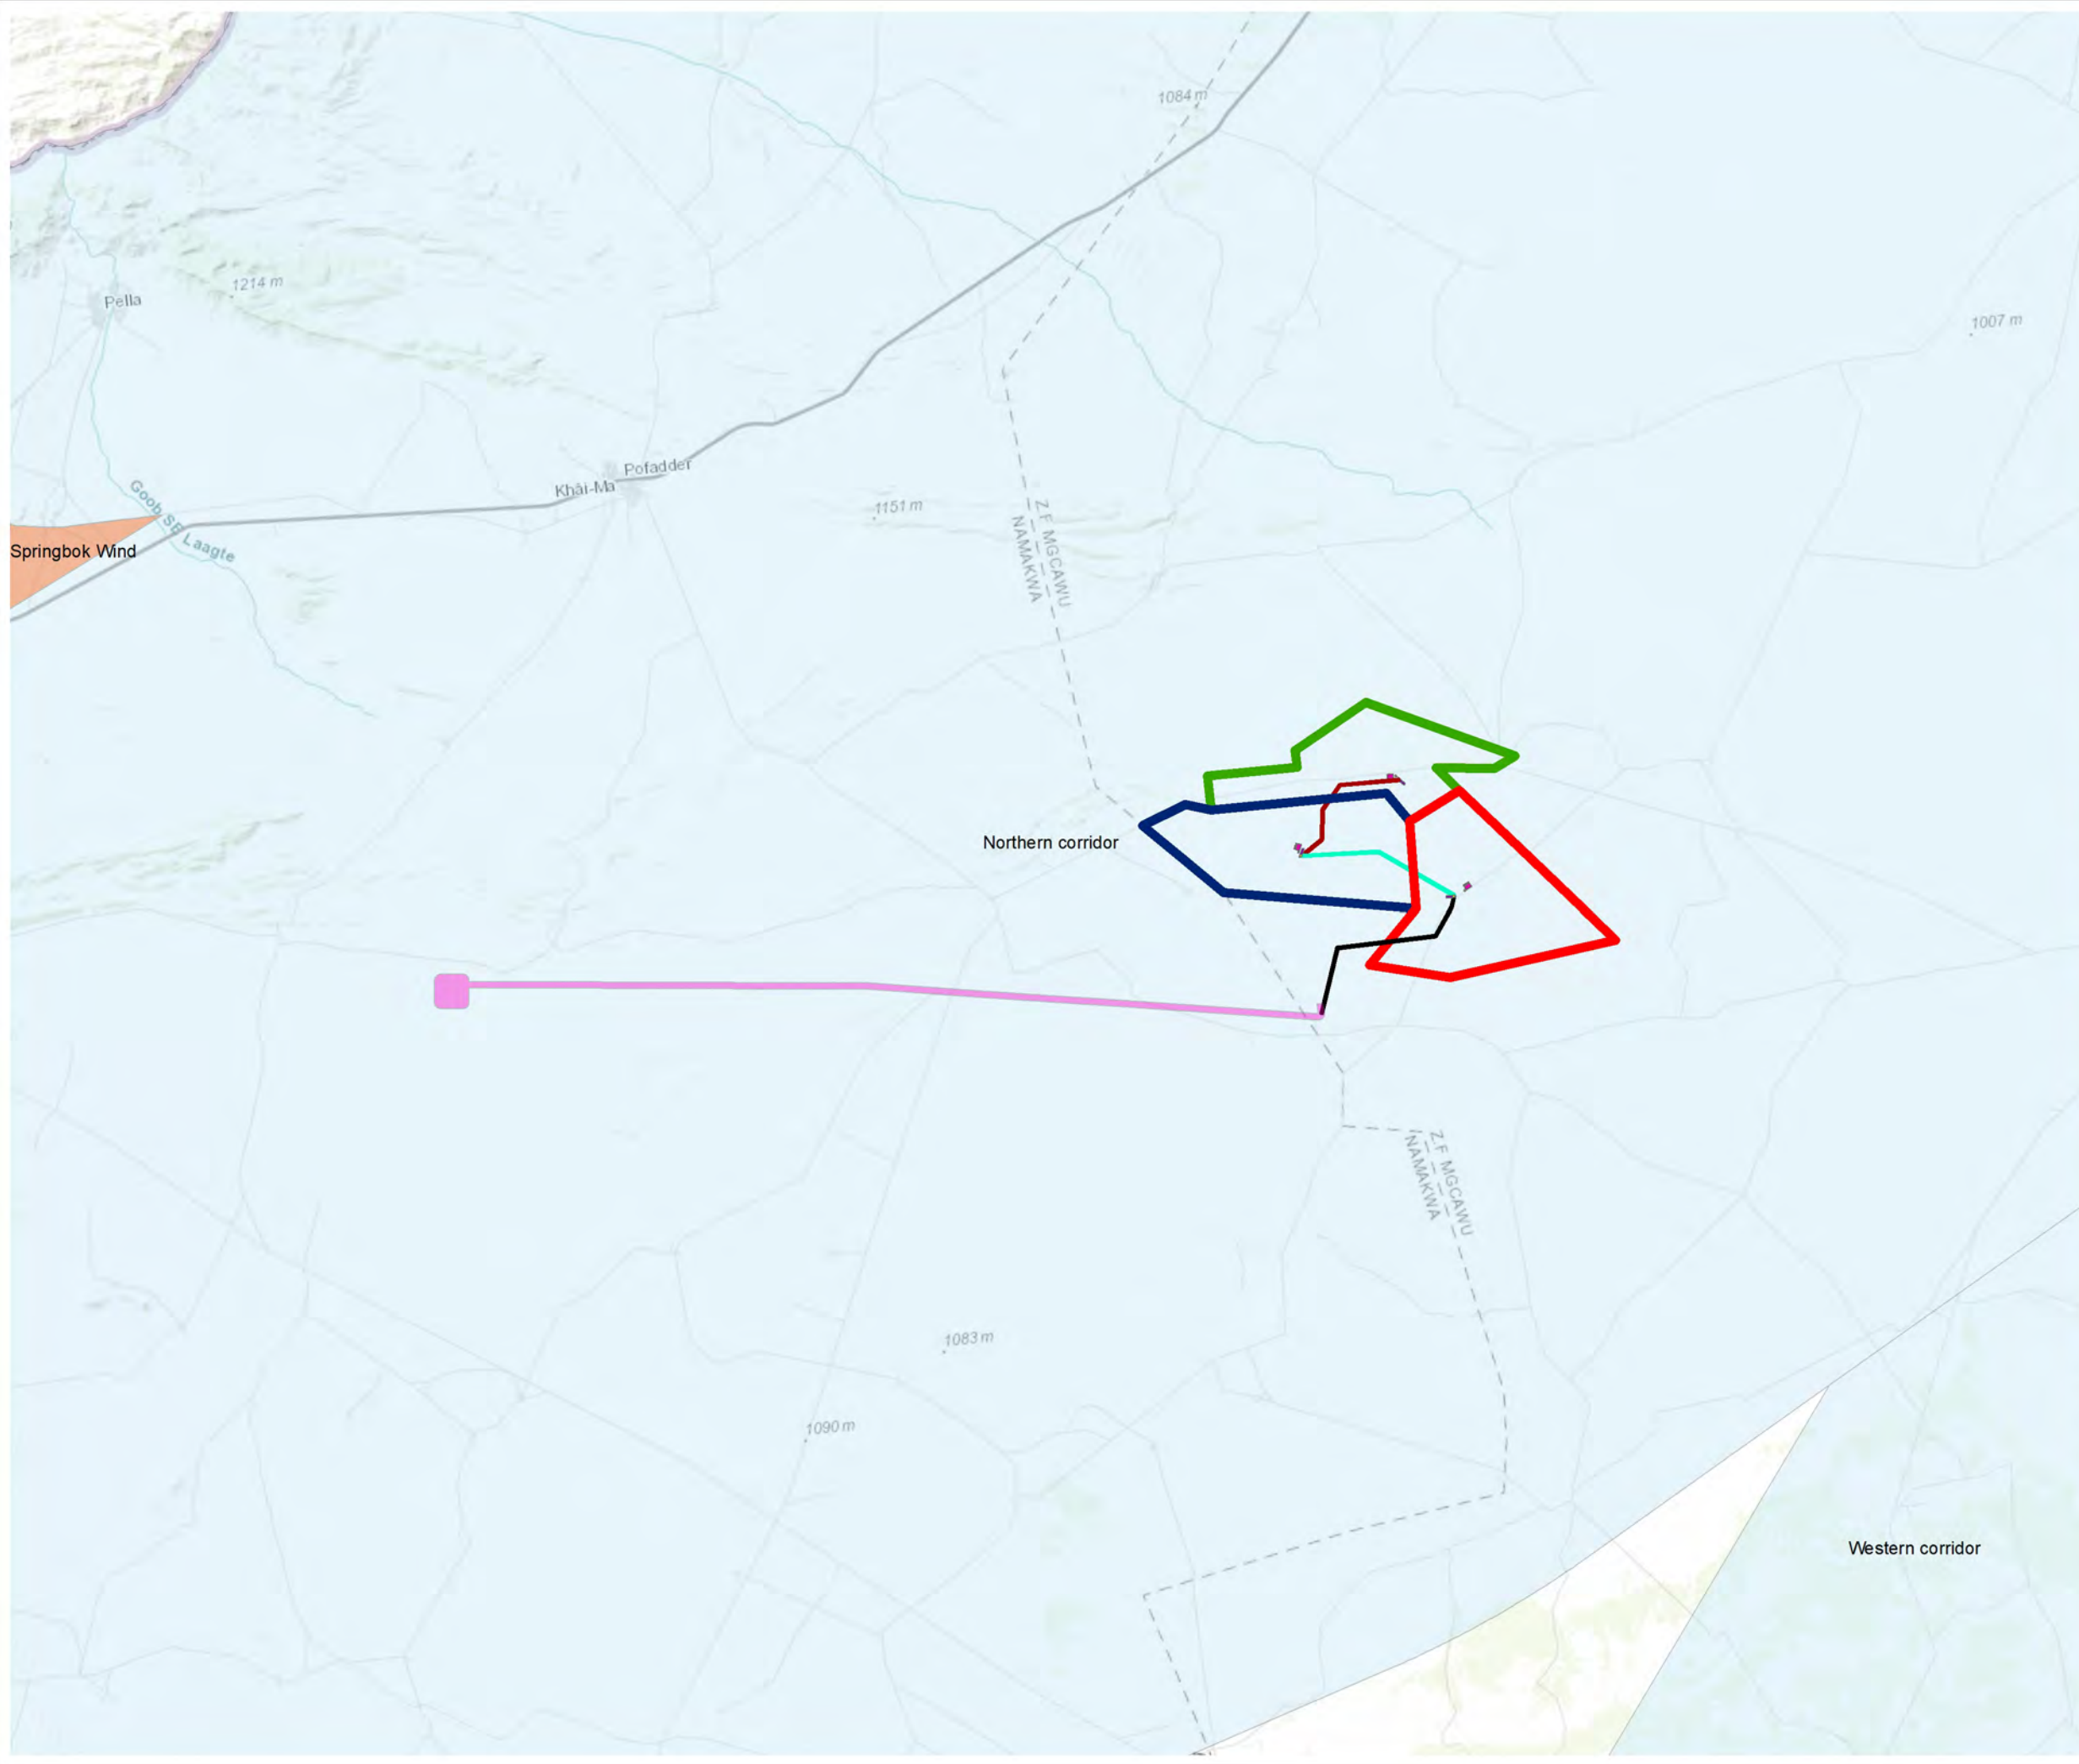 1084 m
1214 m
Pella
1007 m
Pofadder
Khâi-Ma
1151 m
Goob se Laagte
Springbok Wind
Z F MGCAWU
NAMAKWA
Northern corridor
Z F MGCAWU
NAMAKWA
1083 m
1090 m
Western corridor